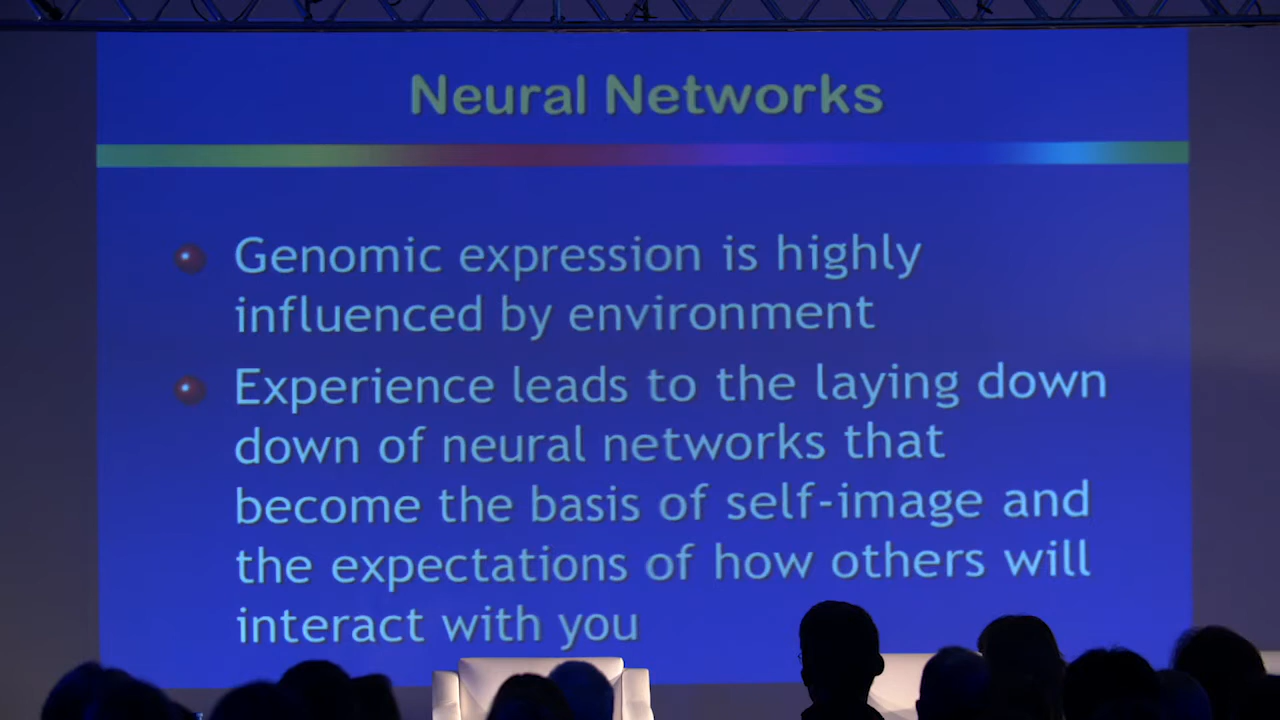 Neural Networks
Genomic expression is highly
influenced by environment
Experience leads to the laying down
down of neural networks that
become the basis of self-image and
the expectations of how others will
interact with you